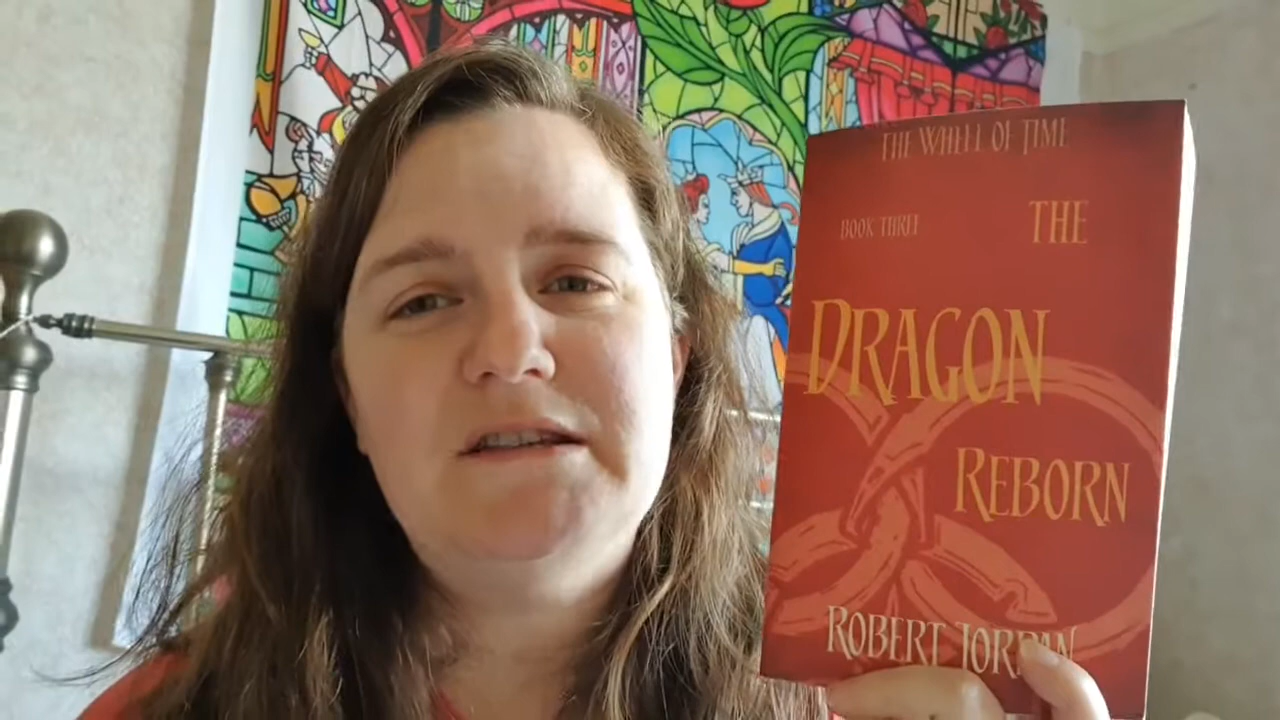 THE WHEEL OF TIME
BOOK THREE
THE
DRAGON
REBORN
ROBERT JORDAN